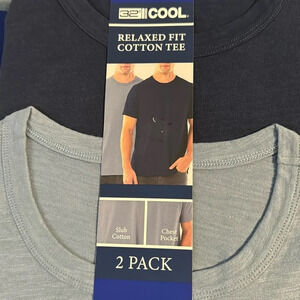 32° COOL
RELAXED FIT
COTTON TEE
Slub
Cotton
Chest
Pocket
2 PACK